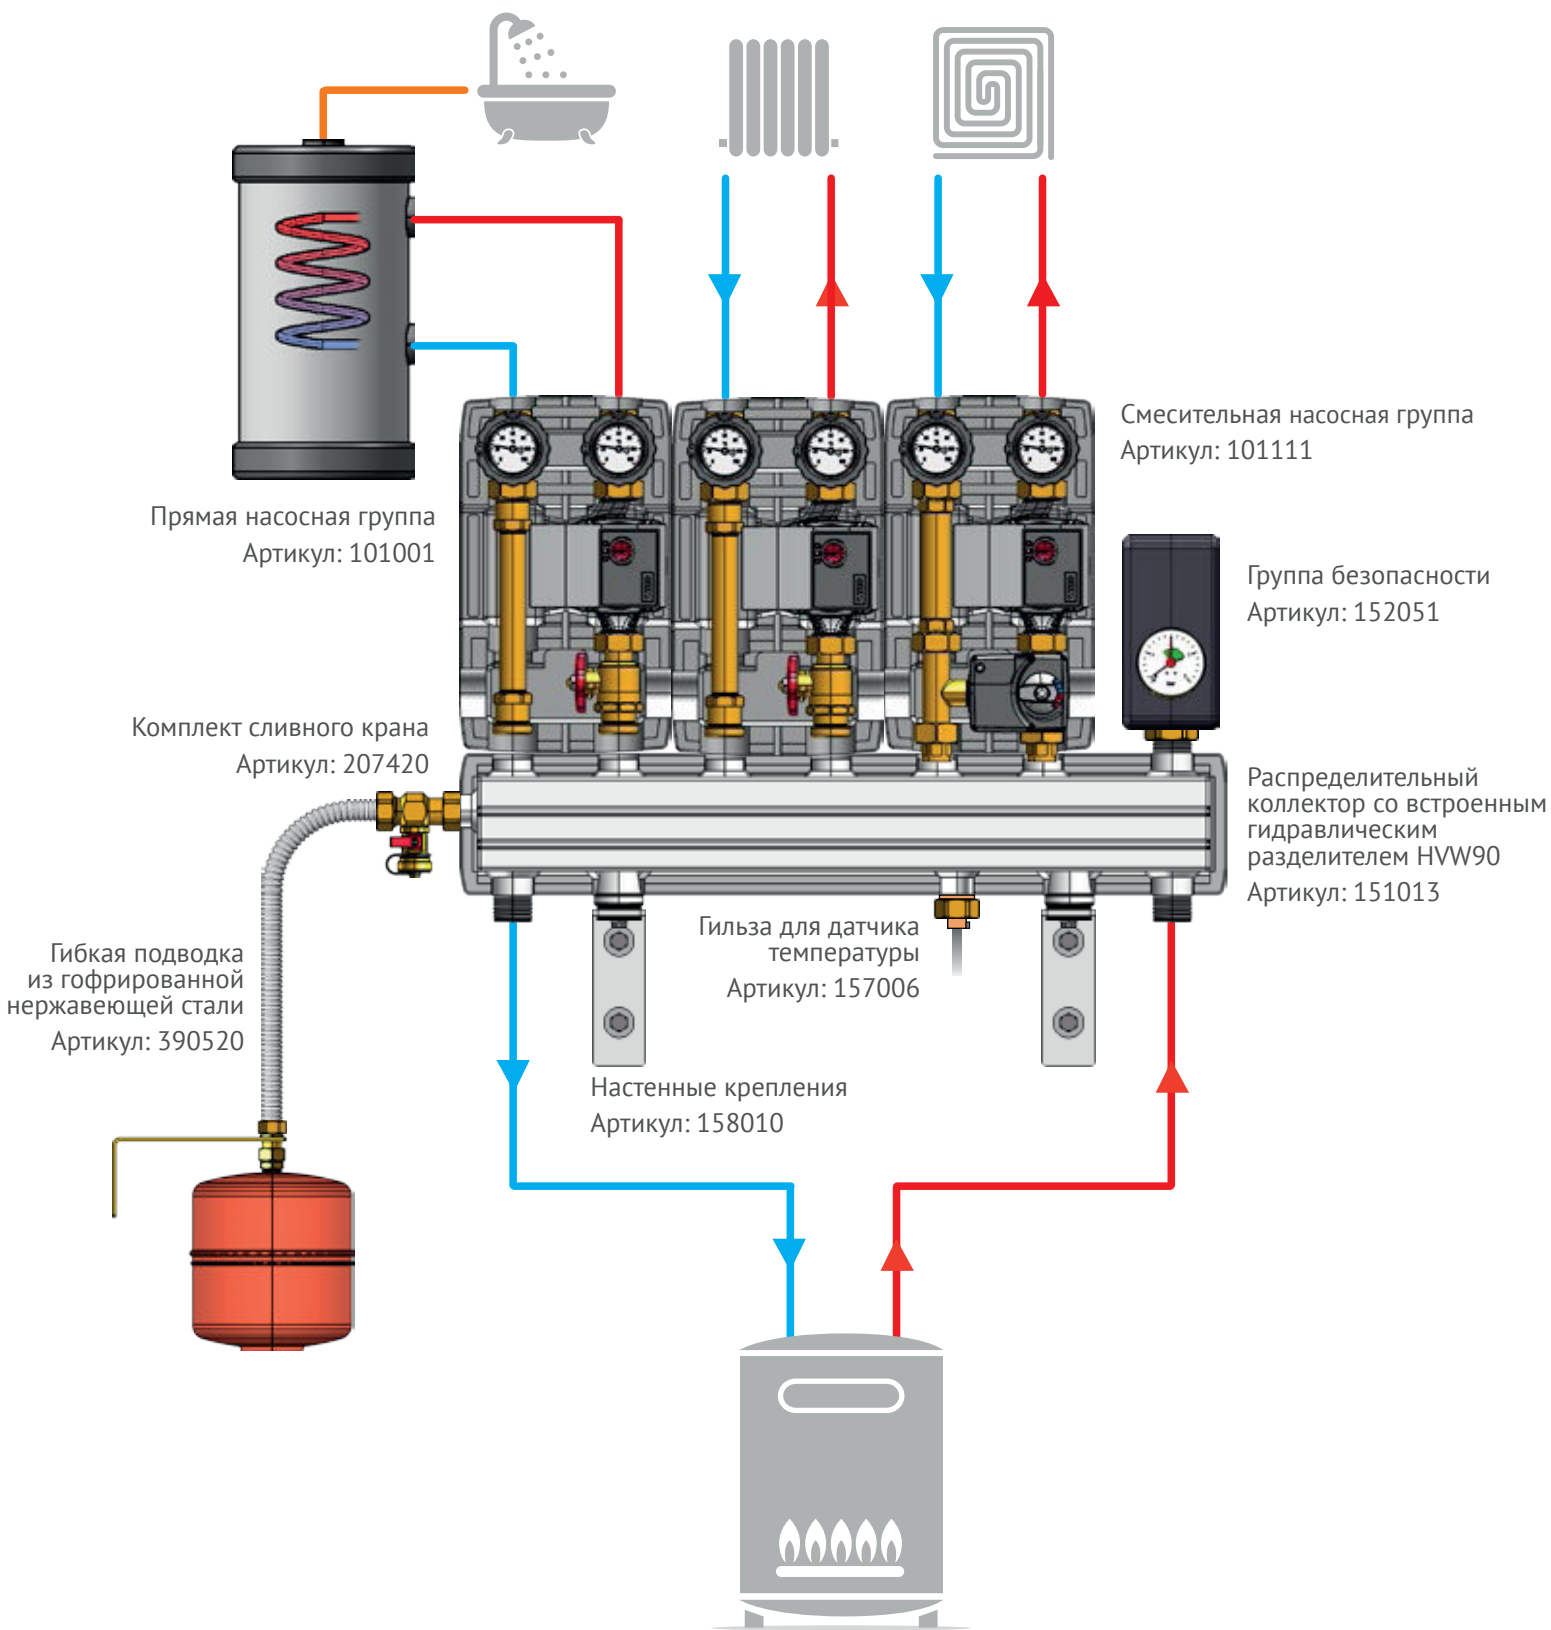 Смесительная насосная группа
Артикул: 101111
Прямая насосная группа
Артикул: 101001
Группа безопасности
Артикул: 152051
Комплект сливного крана
Артикул: 207420
Распределительный
коллектор со встроенным
гидравлическим
разделителем HVW90
Артикул: 151013
Гильза для датчика
температуры
Артикул: 157006
Гибкая подводка
из гофрированной
нержавеющей стали
Артикул: 390520
Настенные крепления
Артикул: 158010